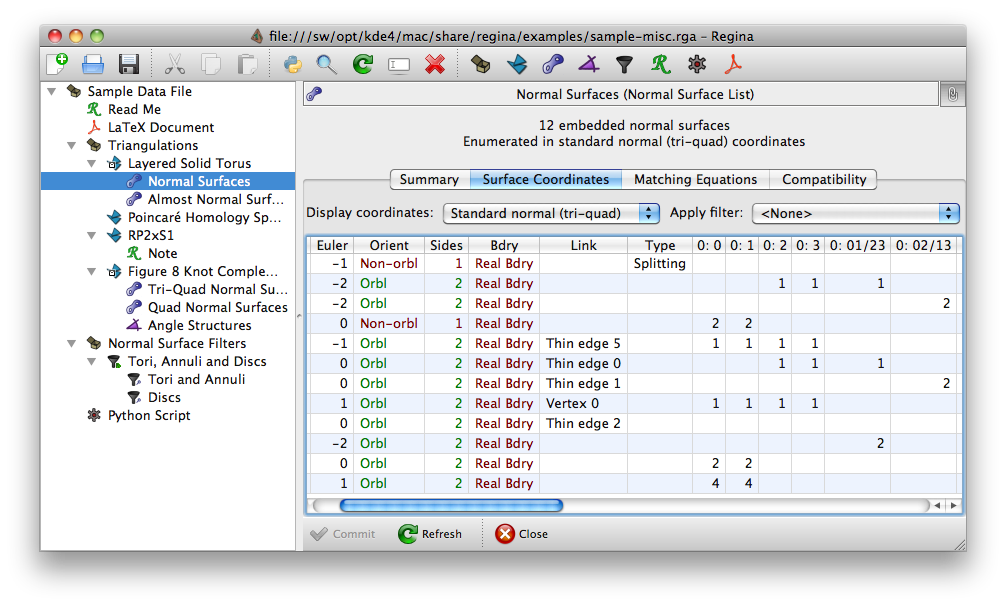 file:///sw/opt/kde4/mac/share/regina/examples/sample-misc.rga – Regina
Sample Data File
Read Me
LaTeX Document
Triangulations
Layered Solid Torus
Normal Surfaces
Almost Normal Surf...
Poincaré Homology Sp...
RP2xS1
Note
Figure 8 Knot Comple...
Tri-Quad Normal Su...
Quad Normal Surfaces
Angle Structures
Normal Surface Filters
Tori, Annuli and Discs
Tori and Annuli
Discs
Python Script
Normal Surfaces (Normal Surface List)
12 embedded normal surfaces
Enumerated in standard normal (tri-quad) coordinates
Summary Surface Coordinates Matching Equations Compatibility
Display coordinates: Standard normal (tri-quad) Apply filter: <None>
Euler Orient Sides Bdry Link Type 0: 0 0: 1 0: 2 0: 3 0: 01/23 0: 02/13
-1 Non-orbl 1 Real Bdry Splitting
-2 Orbl 2 Real Bdry 1 1 1
-2 Orbl 2 Real Bdry 2
0 Non-orbl 1 Real Bdry 2 2
-1 Orbl 2 Real Bdry Thin edge 5 1 1 1 1
0 Orbl 2 Real Bdry Thin edge 0 1 1 1
0 Orbl 2 Real Bdry Thin edge 1 2
1 Orbl 2 Real Bdry Vertex 0 1 1 1 1
0 Orbl 2 Real Bdry Thin edge 2
-2 Orbl 2 Real Bdry 2
0 Orbl 2 Real Bdry 2 2
1 Orbl 2 Real Bdry 4 4
Commit Refresh Close